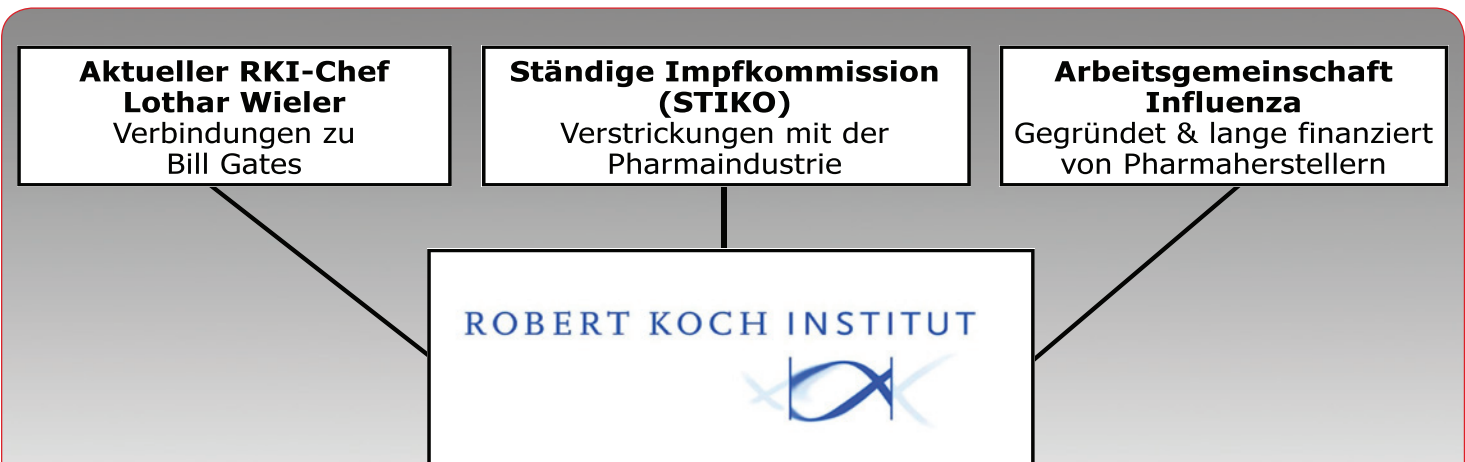 Aktueller RKI-Chef
Lothar Wieler
Verbindungen zu
Bill Gates
Ständige Impfkommission
(STIKO)
Verstrickungen mit der
Pharmaindustrie
Arbeitsgemeinschaft
Influenza
Gegründet & lange finanziert
von Pharmaherstellern
ROBERT KOCH INSTITUT